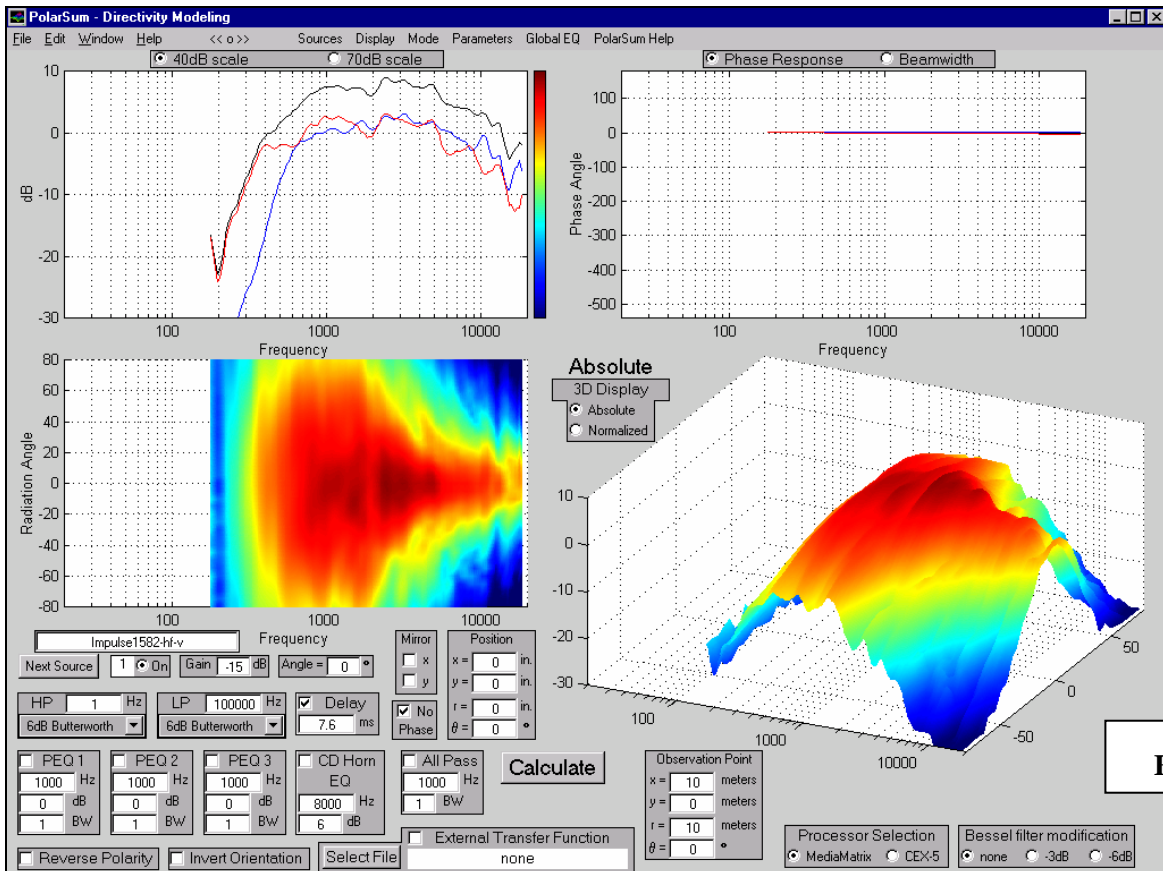 PolarSum - Directivity Modeling
File Edit Window Help << o >> Sources Display Mode Parameters Global EQ PolarSum Help
40dB scale 70dB scale
Phase Response Beamwidth
10
0
-10
-20
-30
dB
100 1000 10000
Frequency
100
0
-100
-200
-300
-400
-500
Phase Angle
100 1000 10000
Frequency
80
60
40
20
0
-20
-40
-60
-80
Radiation Angle
100 1000 10000
Frequency
Absolute
3D Display
Absolute
Normalized
10
0
-10
-20
-30
100
1000
10000
50
0
-50
Impulse1582-hf-v
Next Source 1 On Gain -15 dB Angle = 0 °
Mirror
x
y
No
Phase
Position
x = 0 in.
y = 0 in.
r = 0 in.
θ = 0 °
HP 1 Hz
6dB Butterworth
LP 100000 Hz
6dB Butterworth
Delay
7.6 ms
PEQ 1
1000 Hz
0 dB
1 BW
PEQ 2
1000 Hz
0 dB
1 BW
PEQ 3
1000 Hz
0 dB
1 BW
CD Horn
EQ
8000 Hz
6 dB
All Pass
1000 Hz
1 BW
Calculate
Observation Point
x = 10 meters
y = 0 meters
r = 10 meters
θ = 0 °
Reverse Polarity
Invert Orientation
Select File
External Transfer Function
none
Processor Selection
MediaMatrix CEX-5
Bessel filter modification
none -3dB -6dB